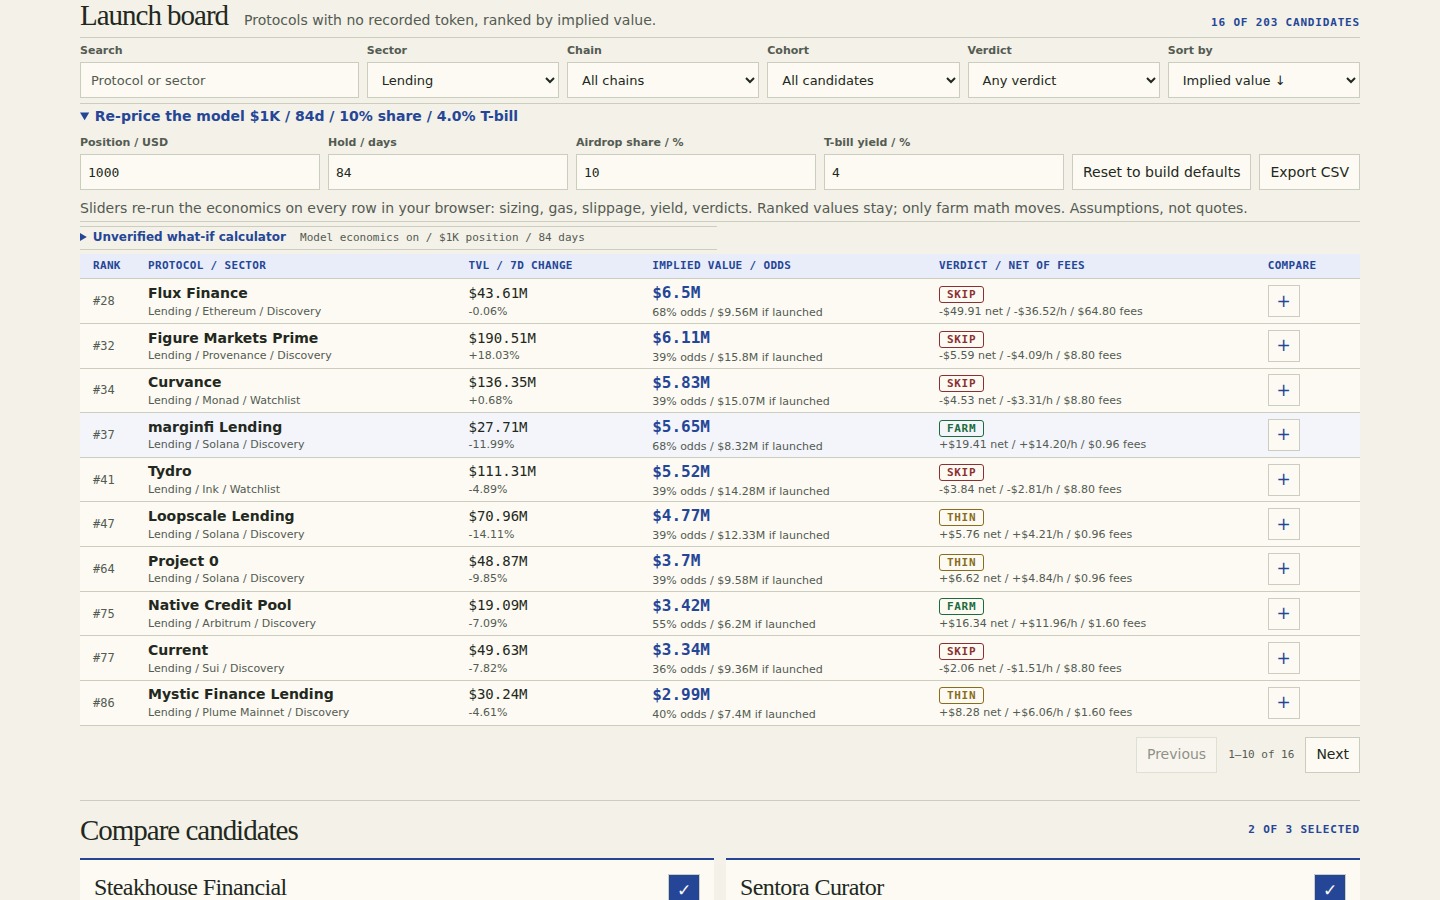 Launch board Protocols with no recorded token, ranked by implied value. 16 OF 203 CANDIDATES
Search Sector Chain Cohort Verdict Sort by
Protocol or sector Lending All chains All candidates Any verdict Implied value ↓
▼ Re-price the model $1K / 84d / 10% share / 4.0% T-bill
Position / USD Hold / days Airdrop share / % T-bill yield / %
1000 84 10 4 Reset to build defaults Export CSV
Sliders re-run the economics on every row in your browser: sizing, gas, slippage, yield, verdicts. Ranked values stay; only farm math moves. Assumptions, not quotes.
▶ Unverified what-if calculator Model economics on / $1K position / 84 days
RANK PROTOCOL / SECTOR TVL / 7D CHANGE IMPLIED VALUE / ODDS VERDICT / NET OF FEES COMPARE
#28 Flux Finance $43.61M $6.5M SKIP +
Lending / Ethereum / Discovery -0.06% 68% odds / $9.56M if launched -$49.91 net / -$36.52/h / $64.80 fees
#32 Figure Markets Prime $190.51M $6.11M SKIP +
Lending / Provenance / Discovery +18.03% 39% odds / $15.8M if launched -$5.59 net / -$4.09/h / $8.80 fees
#34 Curvance $136.35M $5.83M SKIP +
Lending / Monad / Watchlist +0.68% 39% odds / $15.07M if launched -$4.53 net / -$3.31/h / $8.80 fees
#37 marginfi Lending $27.71M $5.65M FARM +
Lending / Solana / Discovery -11.99% 68% odds / $8.32M if launched +$19.41 net / +$14.20/h / $0.96 fees
#41 Tydro $111.31M $5.52M SKIP +
Lending / Ink / Watchlist -4.89% 39% odds / $14.28M if launched -$3.84 net / -$2.81/h / $8.80 fees
#47 Loopscale Lending $70.96M $4.77M THIN +
Lending / Solana / Discovery -14.11% 39% odds / $12.33M if launched +$5.76 net / +$4.21/h / $0.96 fees
#64 Project 0 $48.87M $3.7M THIN +
Lending / Solana / Discovery -9.85% 39% odds / $9.58M if launched +$6.62 net / +$4.84/h / $0.96 fees
#75 Native Credit Pool $19.09M $3.42M FARM +
Lending / Arbitrum / Discovery -7.09% 55% odds / $6.2M if launched +$16.34 net / +$11.96/h / $1.60 fees
#77 Current $49.63M $3.34M SKIP +
Lending / Sui / Discovery -7.82% 36% odds / $9.36M if launched -$2.06 net / -$1.51/h / $8.80 fees
#86 Mystic Finance Lending $30.24M $2.99M THIN +
Lending / Plume Mainnet / Discovery -4.61% 40% odds / $7.4M if launched +$8.28 net / +$6.06/h / $1.60 fees
Previous 1–10 of 16 Next
Compare candidates 2 OF 3 SELECTED
Steakhouse Financial ✓ Sentora Curator ✓